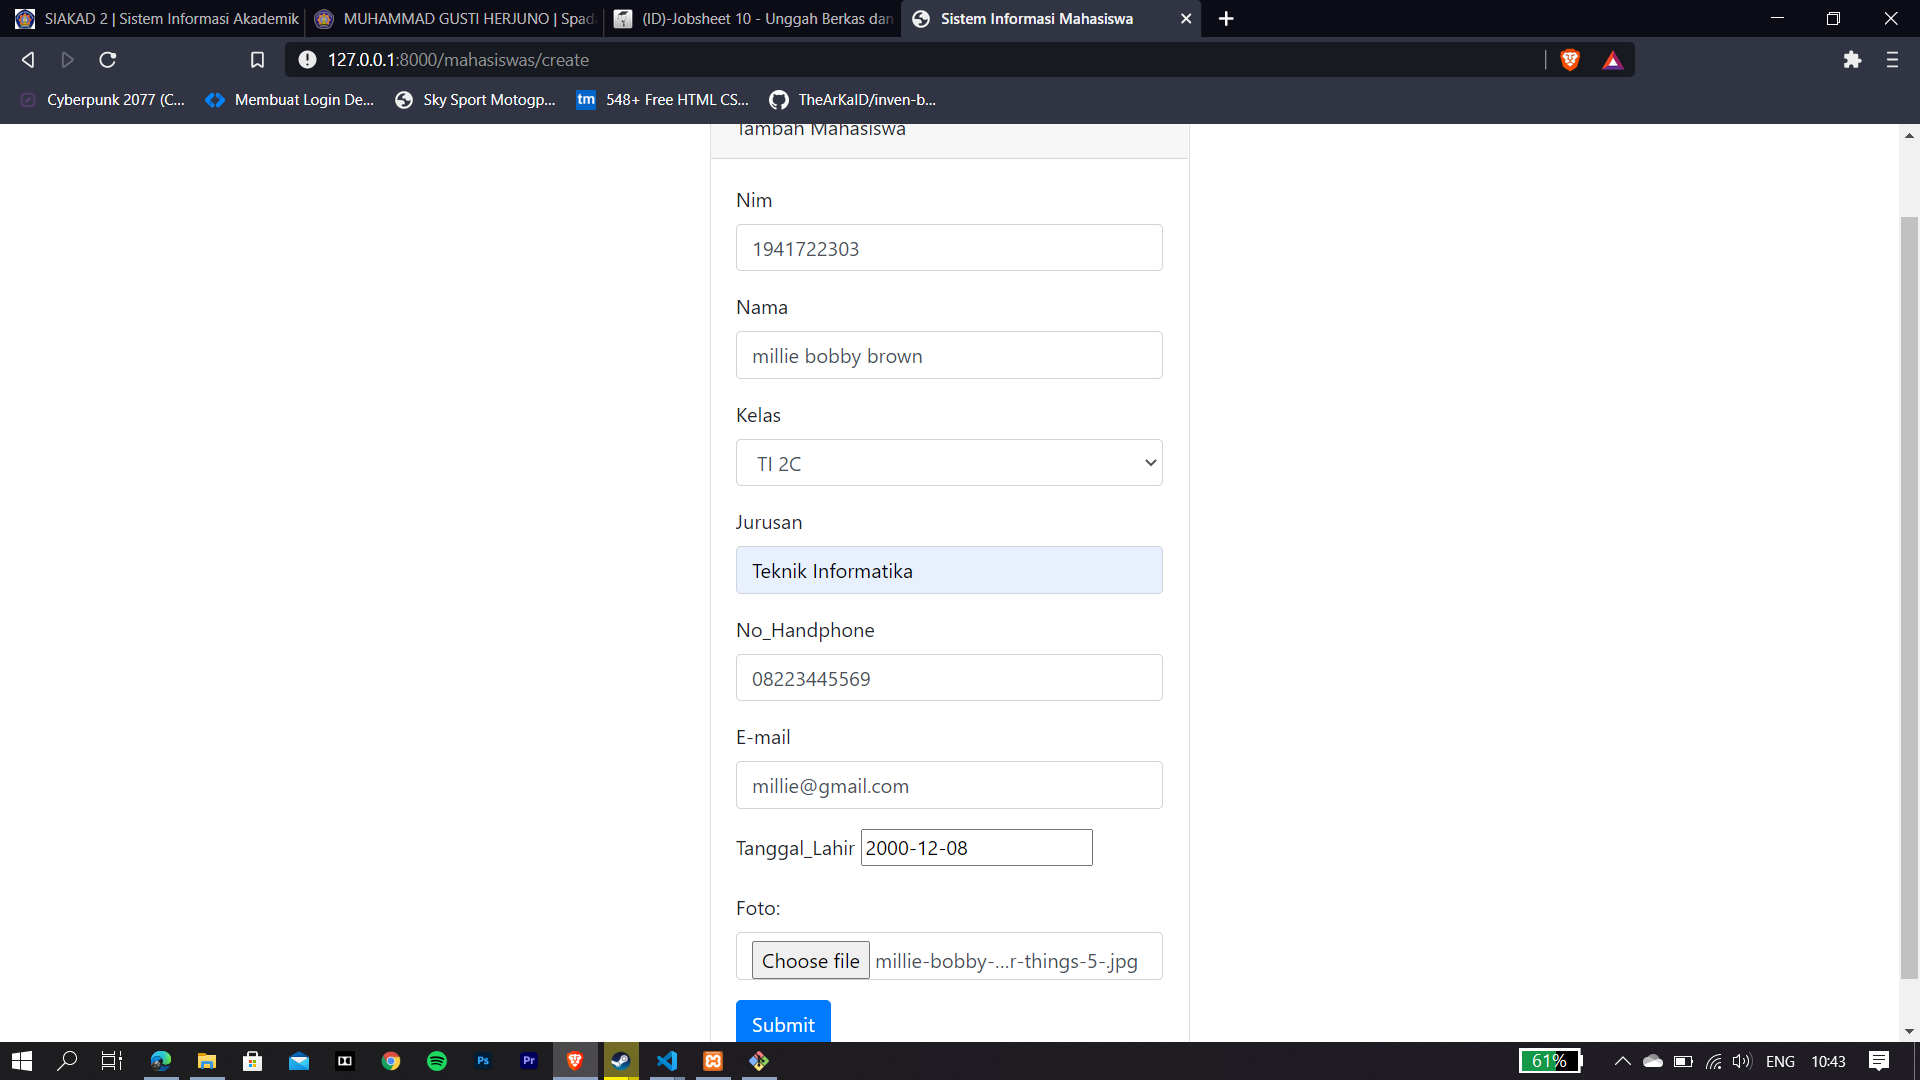 SIAKAD 2 | Sistem Informasi Akademik
MUHAMMAD GUSTI HERJUNO | Spad
(ID)-Jobsheet 10 - Unggah Berkas dan
Sistem Informasi Mahasiswa
127.0.0.1:8000/mahasiswas/create
Cyberpunk 2077 (C...
Membuat Login De...
Sky Sport Motogp...
tm
548+ Free HTML CS...
TheArKaID/inven-b...
Tambah Mahasiswa
Nim
1941722303
Nama
millie bobby brown
Kelas
TI 2C
Jurusan
Teknik Informatika
No_Handphone
08223445569
E-mail
millie@gmail.com
Tanggal_Lahir 2000-12-08
Foto:
Choose file millie-bobby-...r-things-5-.jpg
Submit
Ps
Pr
61%
ENG
10:43